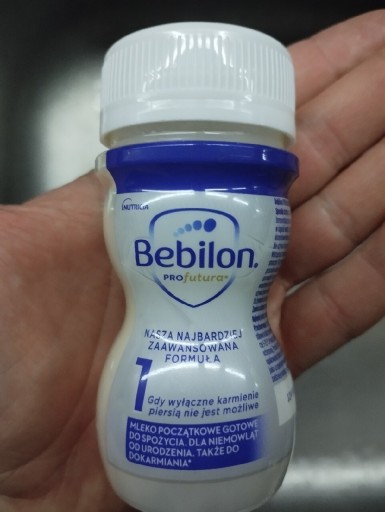 NUTRICIA
Bebilon.
PROfutura*
NASZA NAJBARDZIEJ
ZAAWANSOWANA
FORMUŁA
1
Gdy wyłączne karmienie
piersią nie jest możliwe
MLEKO POCZĄTKOWE GOTOWE
DO SPOŻYCIA. DLA NIEMOWLĄT
OD URODZENIA. TAKŻE DO
DOKARMIANIA*